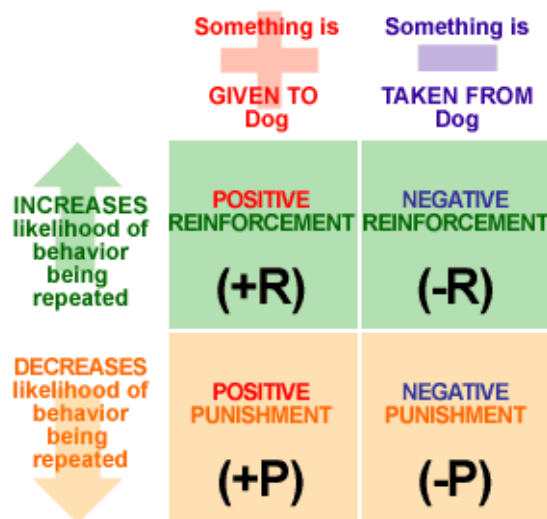 Something is
GIVEN TO
Dog
Something is
TAKEN FROM
Dog
INCREASES
likelihood of
behavior
being
repeated
POSITIVE
REINFORCEMENT
(+R)
NEGATIVE
REINFORCEMENT
(-R)
DECREASES
likelihood of
behavior
being
repeated
POSITIVE
PUNISHMENT
(+P)
NEGATIVE
PUNISHMENT
(-P)